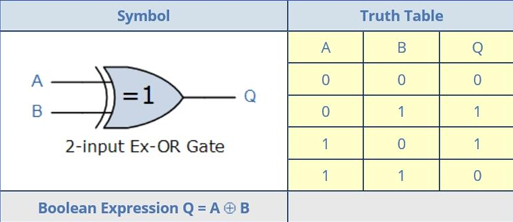 Symbol
Truth Table
A B Q
0 0 0
0 1 1
1 0 1
1 1 0
A
B
=1
Q
2-input Ex-OR Gate
Boolean Expression Q = A ⊕ B